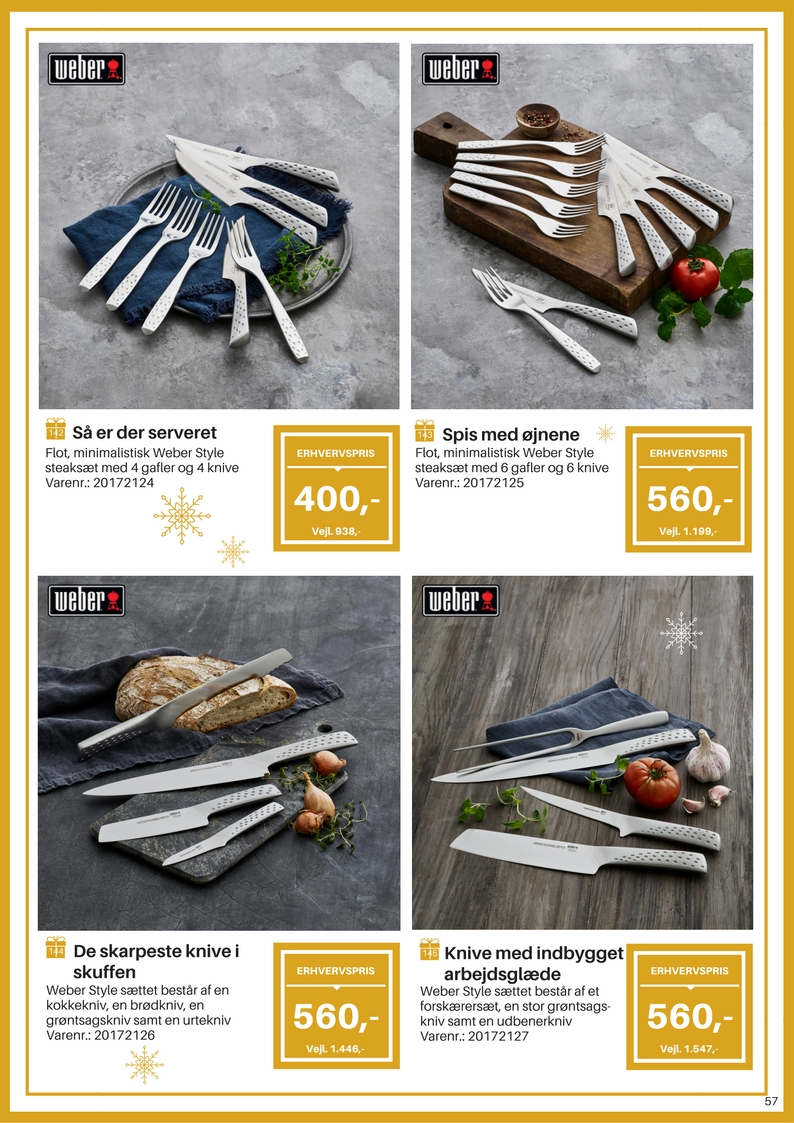 weber
weber
142 Så er der serveret
Flot, minimalistisk Weber Style
steaksæt med 4 gafler og 4 knive
Varenr.: 20172124
ERHVERVSPRIS
400,-
Vejl. 938,-
143 Spis med øjnene
Flot, minimalistisk Weber Style
steaksæt med 6 gafler og 6 knive
Varenr.: 20172125
ERHVERVSPRIS
560,-
Vejl. 1.199,-
weber
weber
144 De skarpeste knive i
skuffen
Weber Style sættet består af en
kokkekniv, en brødkniv, en
grøntsagskniv samt en urtekniv
Varenr.: 20172126
ERHVERVSPRIS
560,-
Vejl. 1.446,-
145 Knive med indbygget
arbejdsglæde
Weber Style sættet består af et
forskærersæt, en stor grøntsags-
kniv samt en udbenerkniv
Varenr.: 20172127
ERHVERVSPRIS
560,-
Vejl. 1.547,-
57